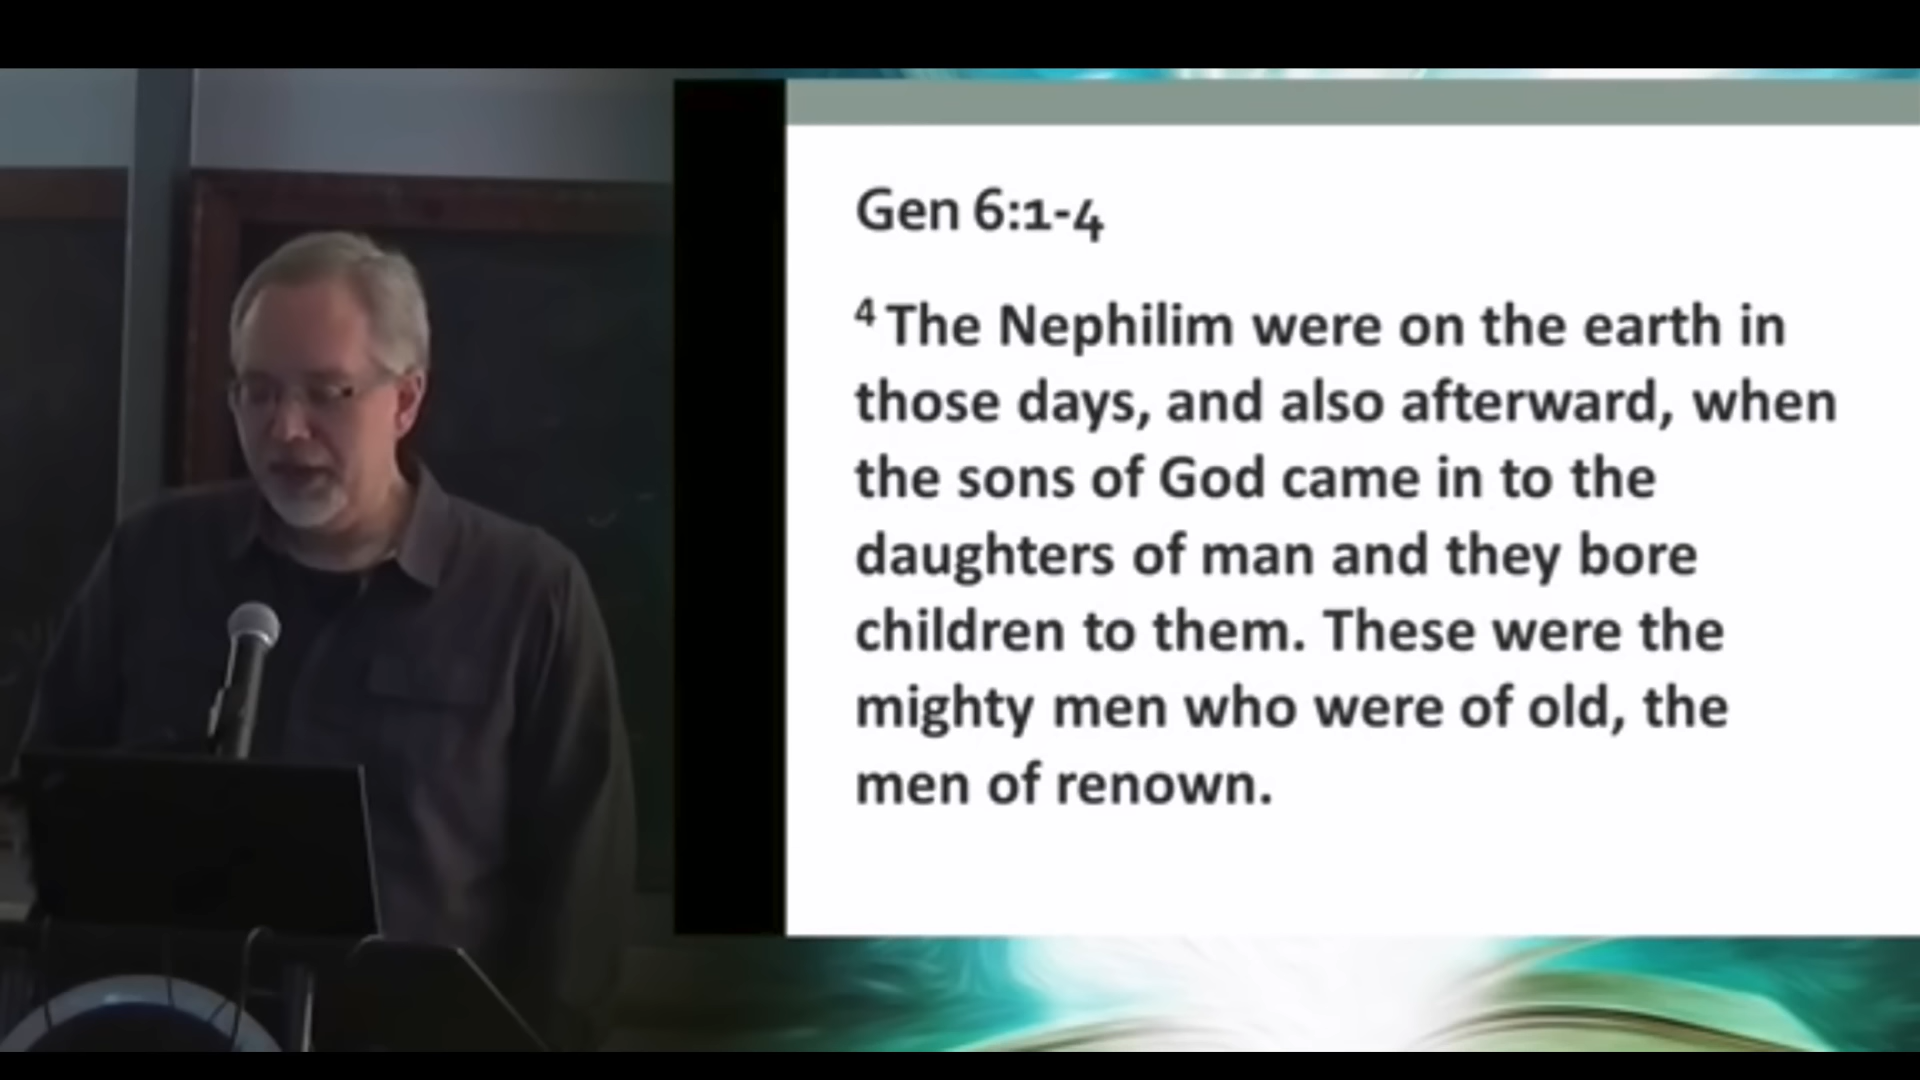 Gen 6:1-4
4 The Nephilim were on the earth in
those days, and also afterward, when
the sons of God came in to the
daughters of man and they bore
children to them. These were the
mighty men who were of old, the
men of renown.